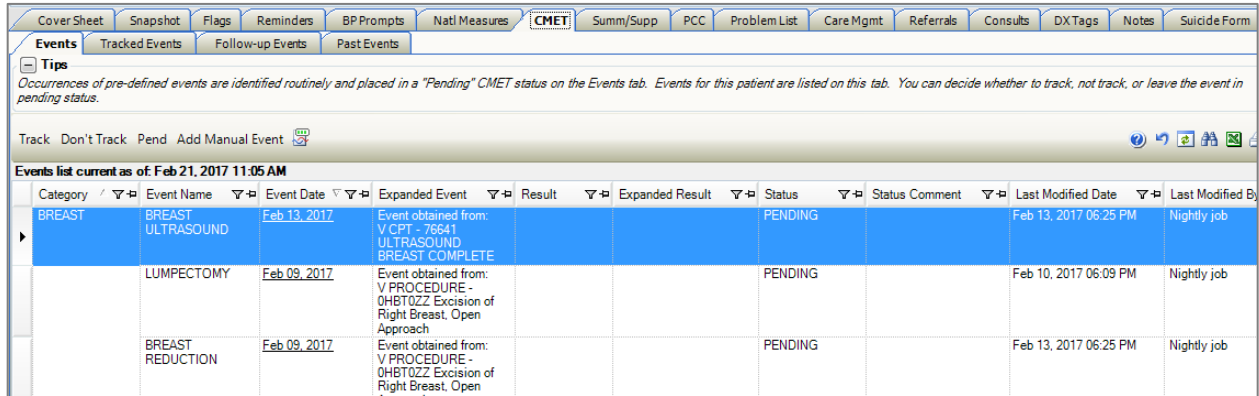 Cover Sheet Snapshot Flags Reminders BP Prompts Natl Measures CMET Summ/Supp PCC Problem List Care Mgmt Referrals Consults DX Tags Notes Suicide Form
Events Tracked Events Follow-up Events Past Events
Tips
Occurrences of pre-defined events are identified routinely and placed in a "Pending" CMET status on the Events tab. Events for this patient are listed on this tab. You can decide whether to track, not track, or leave the event in
pending status.
Track Don't Track Pend Add Manual Event
Events list current as of: Feb 21, 2017 11:05 AM
Category Event Name Event Date Expanded Event Result Expanded Result Status Status Comment Last Modified Date Last Modified By
BREAST BREAST Feb 13, 2017 Event obtained from: PENDING Feb 13, 2017 06:25 PM Nightly job
ULTRASOUND V CPT - 76641
ULTRASOUND
BREAST COMPLETE
LUMPECTOMY Feb 09, 2017 Event obtained from: PENDING Feb 10, 2017 06:09 PM Nightly job
V PROCEDURE -
0HBT0ZZ Excision of
Right Breast, Open
Approach
BREAST Feb 09, 2017 Event obtained from: PENDING Feb 13, 2017 06:25 PM Nightly job
REDUCTION V PROCEDURE -
0HBT0ZZ Excision of
Right Breast, Open